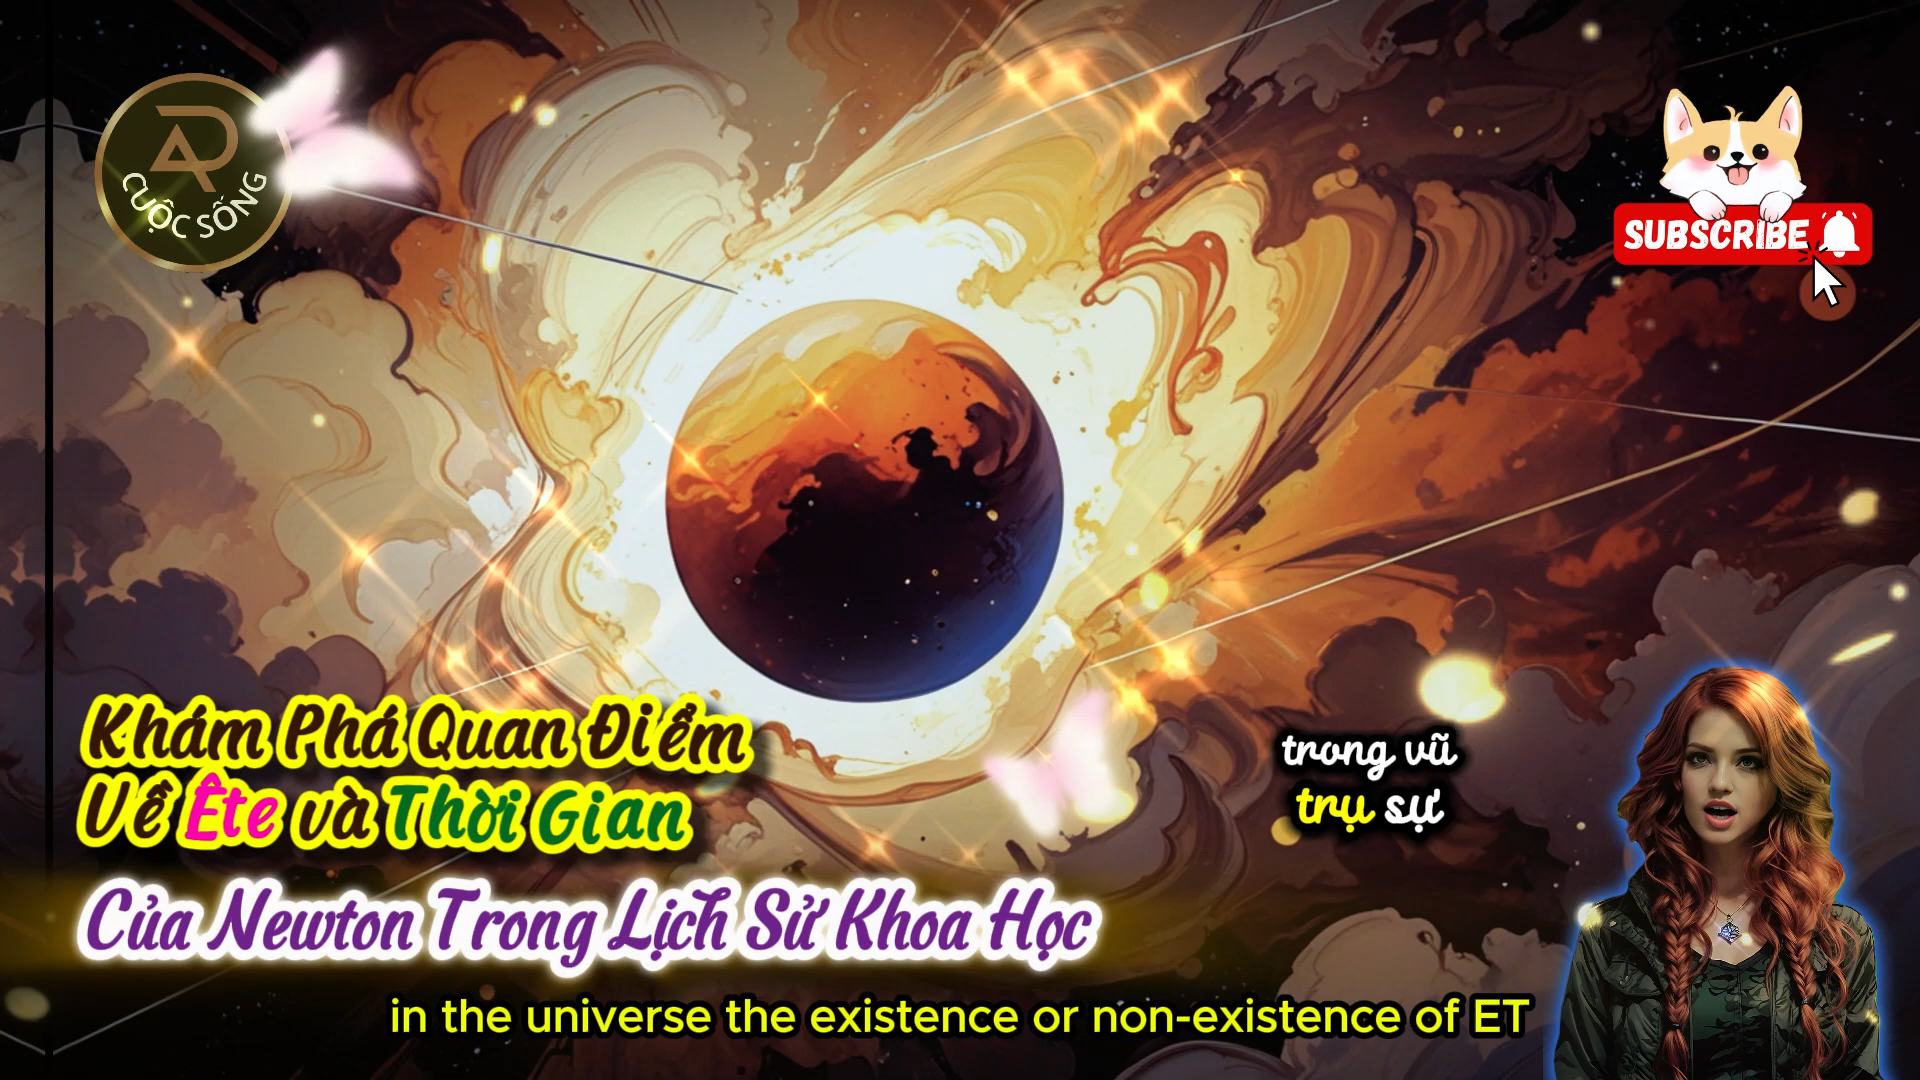 CUỘC SỐNG
SUBSCRIBE
Khám Phá Quan Điểm
Về Ête và Thời Gian
Của Newton Trong Lịch Sử Khoa Học
trong vũ
trụ sự
in the universe the existence or non-existence of ET